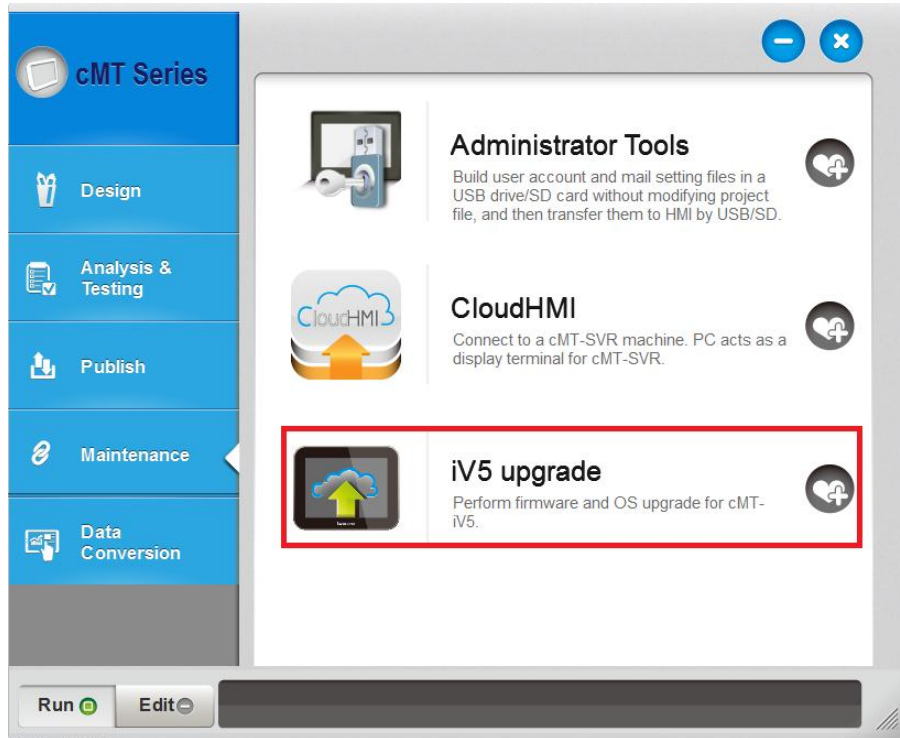 cMT Series
Design
Analysis &
Testing
Publish
Maintenance
Data
Conversion
Administrator Tools
Build user account and mail setting files in a
USB drive/SD card without modifying project
file, and then transfer them to HMI by USB/SD.
CloudHMI
CloudHMI
Connect to a cMT-SVR machine. PC acts as a
display terminal for cMT-SVR.
iV5 upgrade
Perform firmware and OS upgrade for cMT-
iV5.
Run
Edit